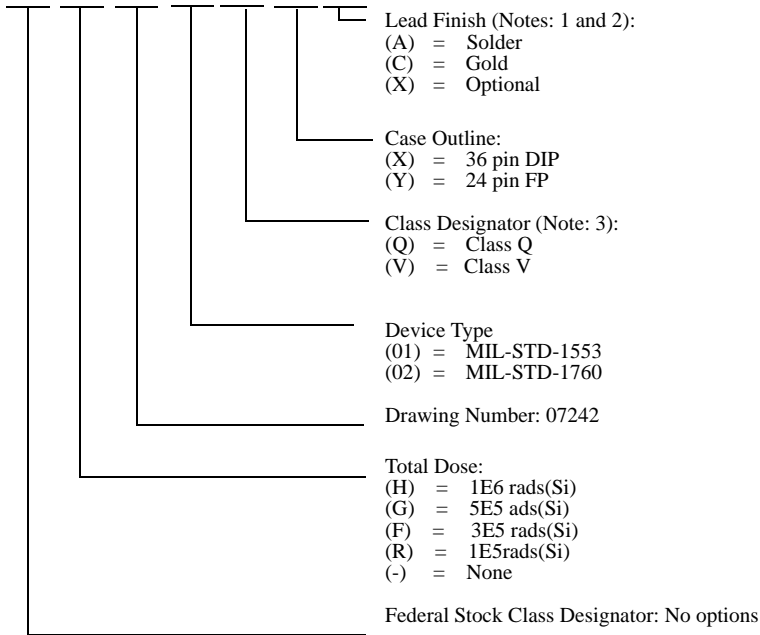 Lead Finish (Notes: 1 and 2):
(A) = Solder
(C) = Gold
(X) = Optional
Case Outline:
(X) = 36 pin DIP
(Y) = 24 pin FP
Class Designator (Note: 3):
(Q) = Class Q
(V) = Class V
Device Type
(01) = MIL-STD-1553
(02) = MIL-STD-1760
Drawing Number: 07242
Total Dose:
(H) = 1E6 rads(Si)
(G) = 5E5 ads(Si)
(F) = 3E5 rads(Si)
(R) = 1E5rads(Si)
(-) = None
Federal Stock Class Designator: No options